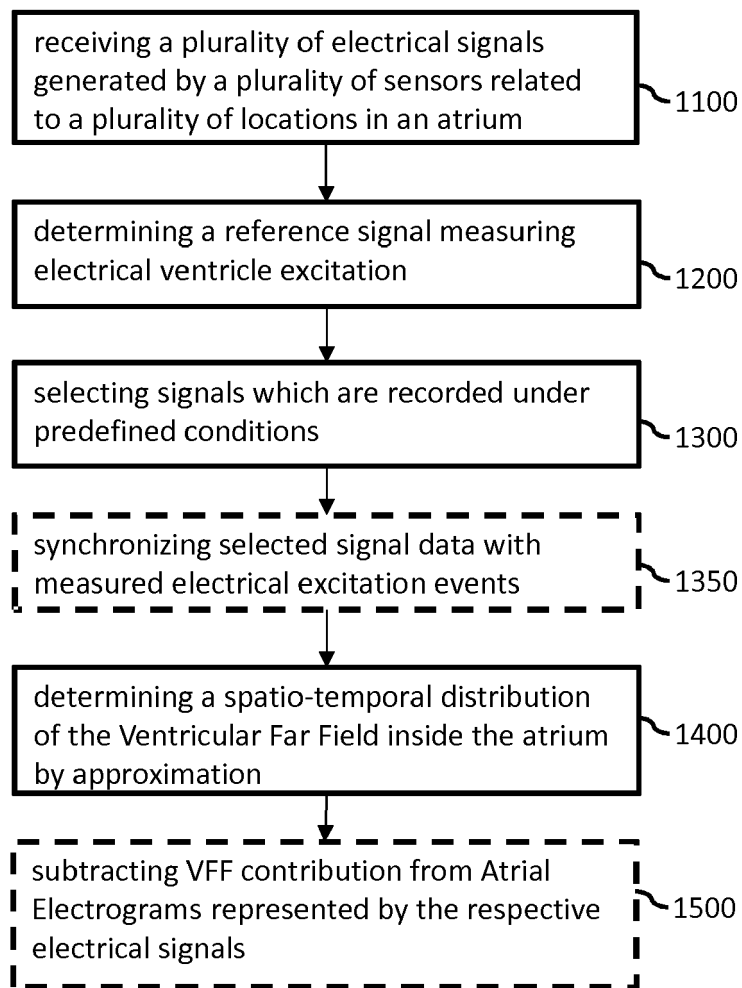 receiving a plurality of electrical signals
generated by a plurality of sensors related
to a plurality of locations in an atrium
1100
determining a reference signal measuring
electrical ventricle excitation
1200
selecting signals which are recorded under
predefined conditions
1300
synchronizing selected signal data with
measured electrical excitation events
1350
determining a spatio-temporal distribution
of the Ventricular Far Field inside the atrium
by approximation
1400
subtracting VFF contribution from Atrial
Electrograms represented by the respective
electrical signals
1500